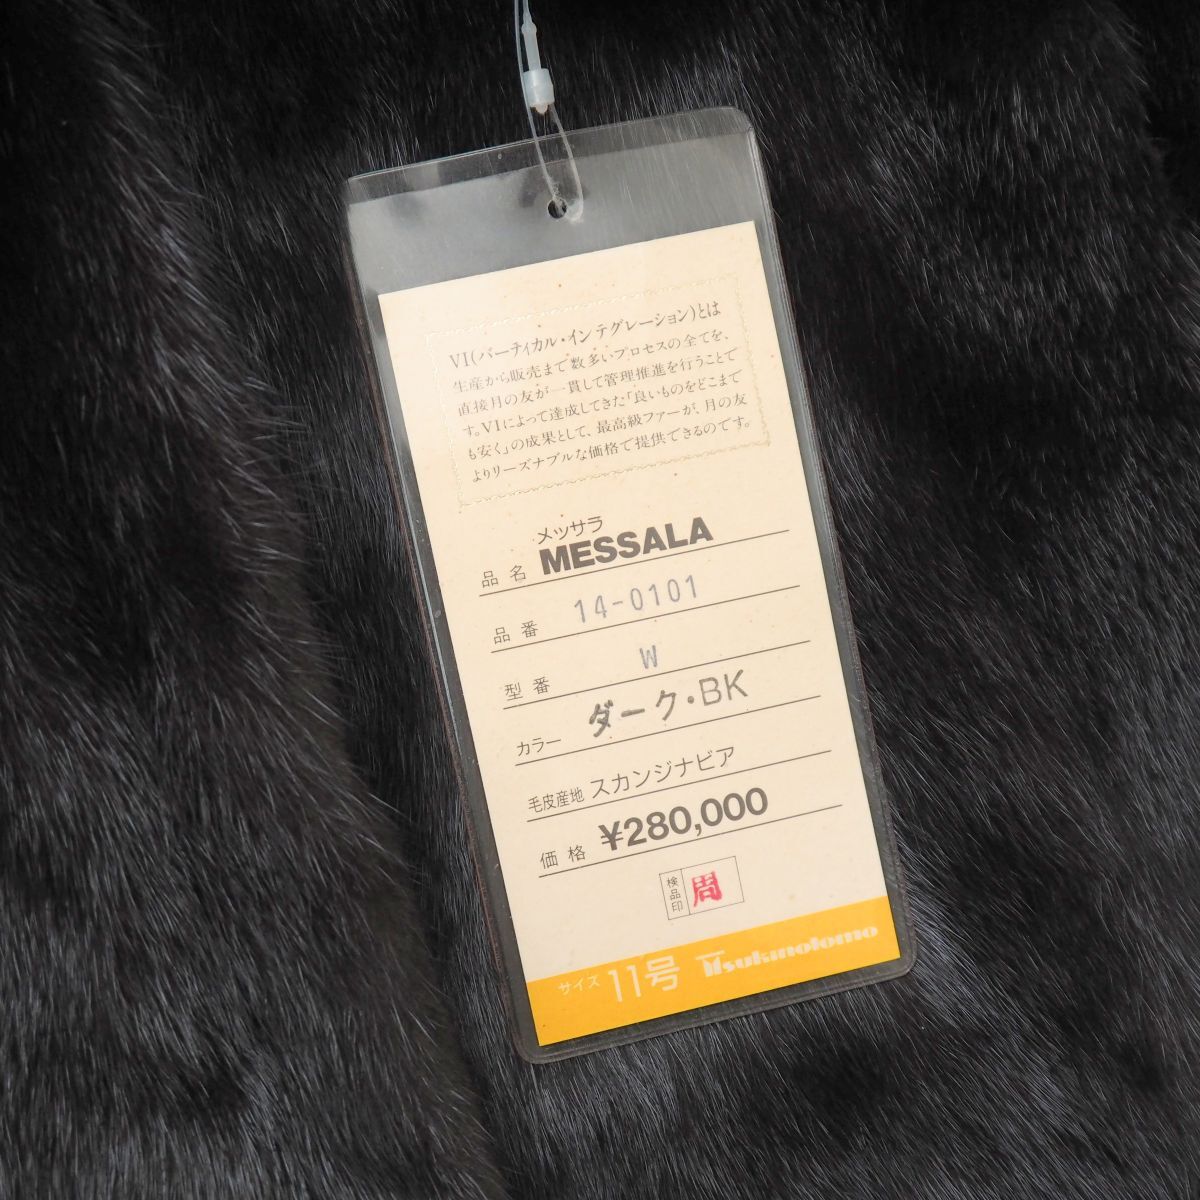 VI(バーティカル・インテグレーション)とは
生産から販売まで数多いプロセスの全てを、
直接月の友が一貫して管理推進を行うことで
す。VIによって達成してきた「良いものをどこまで
も安く」の成果として、最高級ファーが、月の友
よりリーズナブルな価格で提供できるのです。
メッサラ
品名 MESSALA
品番 14-0101
型番 W
カラー ダーク・BK
毛皮産地 スカンジナビア
価格 ¥280,000
検品印
サイズ 11号 Tsukinotomo